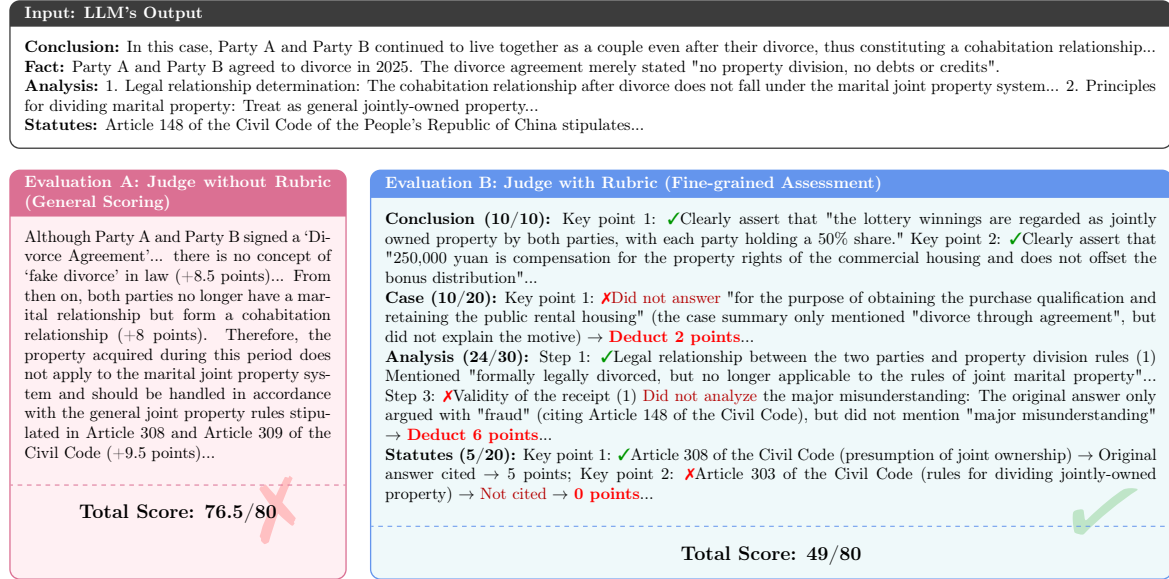 Input: LLM's Output
Conclusion: In this case, Party A and Party B continued to live together as a couple even after their divorce, thus constituting a cohabitation relationship...
Fact: Party A and Party B agreed to divorce in 2025. The divorce agreement merely stated "no property division, no debts or credits".
Analysis: 1. Legal relationship determination: The cohabitation relationship after divorce does not fall under the marital joint property system... 2. Principles
for dividing marital property: Treat as general jointly-owned property...
Statutes: Article 148 of the Civil Code of the People's Republic of China stipulates...
Evaluation A: Judge without Rubric
(General Scoring)
Although Party A and Party B signed a 'Di-
vorce Agreement'... there is no concept of
'fake divorce' in law (+8.5 points)... From
then on, both parties no longer have a mar-
ital relationship but form a cohabitation
relationship (+8 points). Therefore, the
property acquired during this period does
not apply to the marital joint property sys-
tem and should be handled in accordance
with the general joint property rules stipu-
lated in Article 308 and Article 309 of the
Civil Code (+9.5 points)...
Total Score: 76.5/80
✗
Evaluation B: Judge with Rubric (Fine-grained Assessment)
Conclusion (10/10): Key point 1: ✓Clearly assert that "the lottery winnings are regarded as jointly
owned property by both parties, with each party holding a 50% share." Key point 2: ✓Clearly assert that
"250,000 yuan is compensation for the property rights of the commercial housing and does not offset the
bonus distribution"...
Case (10/20): Key point 1: ✗Did not answer "for the purpose of obtaining the purchase qualification and
retaining the public rental housing" (the case summary only mentioned "divorce through agreement", but
did not explain the motive) → Deduct 2 points...
Analysis (24/30): Step 1: ✓Legal relationship between the two parties and property division rules (1)
Mentioned "formally legally divorced, but no longer applicable to the rules of joint marital property"...
Step 3: ✗Validity of the receipt (1) Did not analyze the major misunderstanding: The original answer only
argued with "fraud" (citing Article 148 of the Civil Code), but did not mention "major misunderstanding"
→ Deduct 6 points...
Statutes (5/20): Key point 1: ✓Article 308 of the Civil Code (presumption of joint ownership) → Original
answer cited → 5 points; Key point 2: ✗Article 303 of the Civil Code (rules for dividing jointly-owned
property) → Not cited → 0 points...
✓
Total Score: 49/80